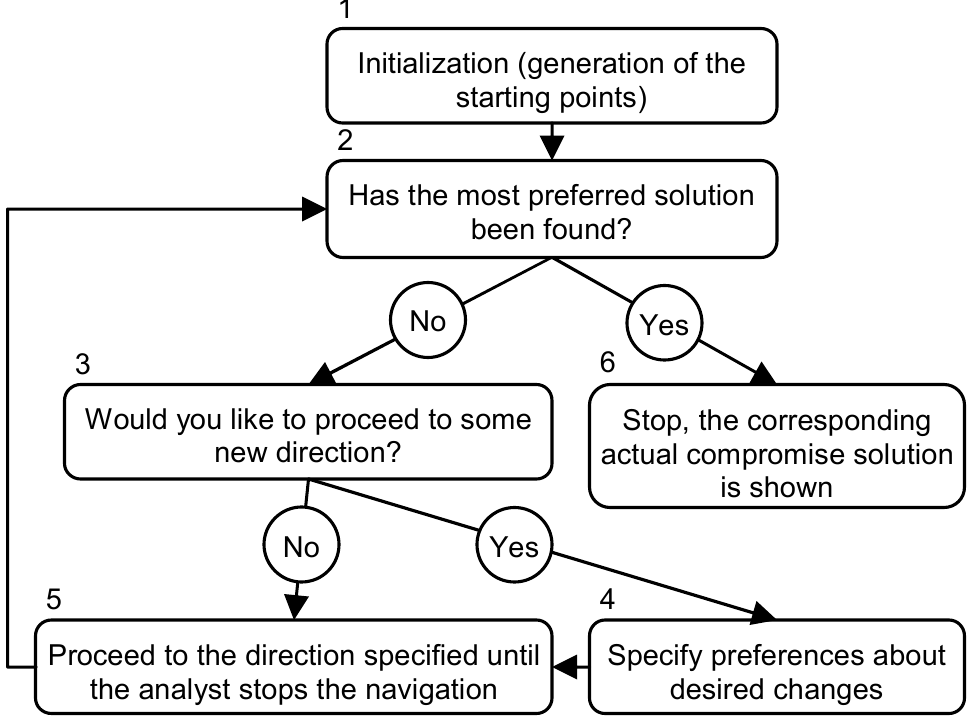 1
Initialization (generation of the
starting points)
2
Has the most preferred solution
been found?
No
Yes
3
Would you like to proceed to some
new direction?
6
Stop, the corresponding
actual compromise solution
is shown
No
Yes
5
Proceed to the direction specified until
the analyst stops the navigation
4
Specify preferences about
desired changes